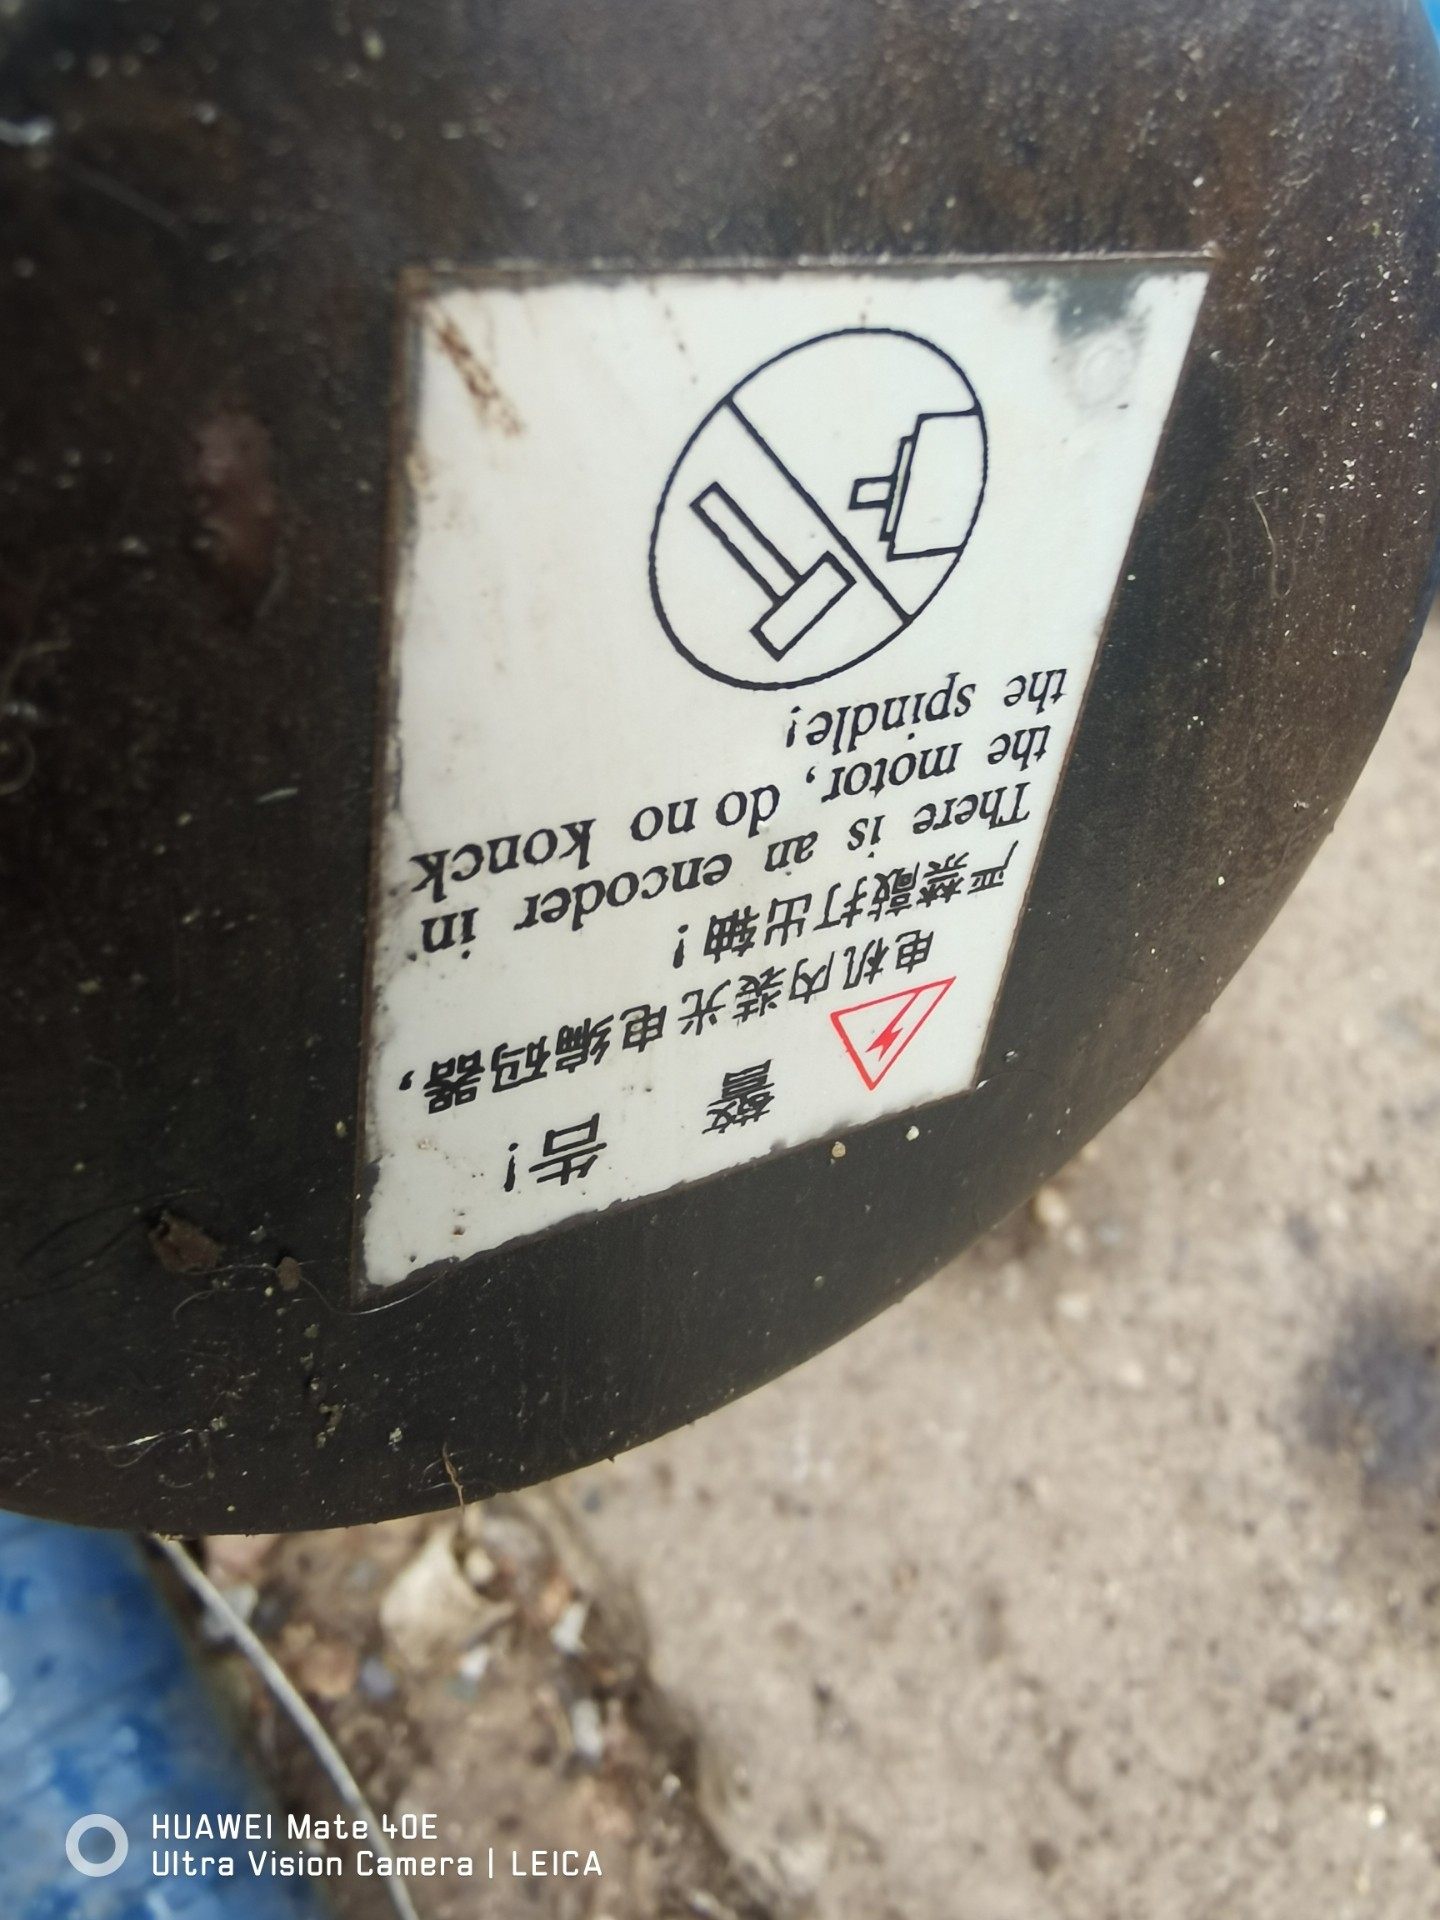 警 告!
电机内装光电编码器,
严禁敲打出轴!
There is an encoder in
the motor, do no konck
the spindle!
HUAWEI Mate 40E
Ultra Vision Camera | LEICA